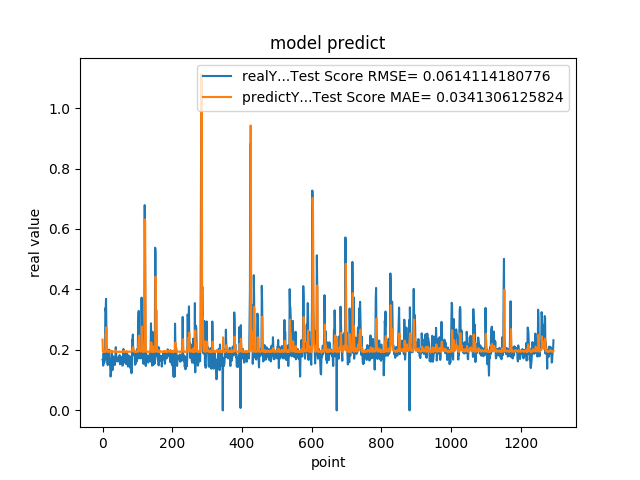 model predict
realY...Test Score RMSE= 0.0614114180776
predictY...Test Score MAE= 0.0341306125824
real value
1.0
0.8
0.6
0.4
0.2
0.0
0 200 400 600 800 1000 1200
point